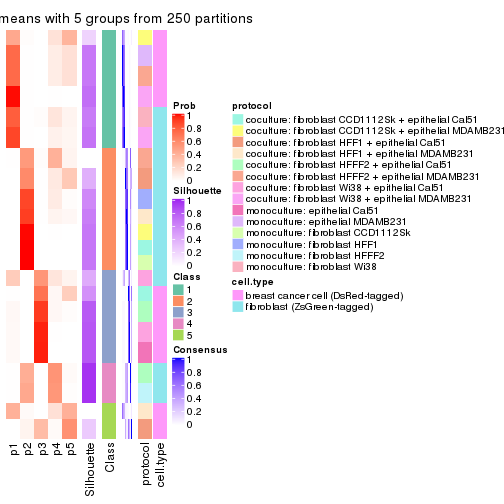 means with 5 groups from 250 partitions
Prob
1
0.8
0.6
0.4
0.2
0
Silhouette
1
0.8
0.6
0.4
0.2
0
Class
1
2
3
4
5
Consensus
1
0.8
0.6
0.4
0.2
0
protocol
coculture: fibroblast CCD1112Sk + epithelial Cal51
coculture: fibroblast CCD1112Sk + epithelial MDAMB231
coculture: fibroblast HFF1 + epithelial Cal51
coculture: fibroblast HFF1 + epithelial MDAMB231
coculture: fibroblast HFFF2 + epithelial Cal51
coculture: fibroblast HFFF2 + epithelial MDAMB231
coculture: fibroblast Wi38 + epithelial Cal51
coculture: fibroblast Wi38 + epithelial MDAMB231
monoculture: epithelial Cal51
monoculture: epithelial MDAMB231
monoculture: fibroblast CCD1112Sk
monoculture: fibroblast HFF1
monoculture: fibroblast HFFF2
monoculture: fibroblast Wi38
cell.type
breast cancer cell (DsRed-tagged)
fibroblast (ZsGreen-tagged)
p1
p2
p3
p4
p5
Silhouette
Class
protocol
cell.type